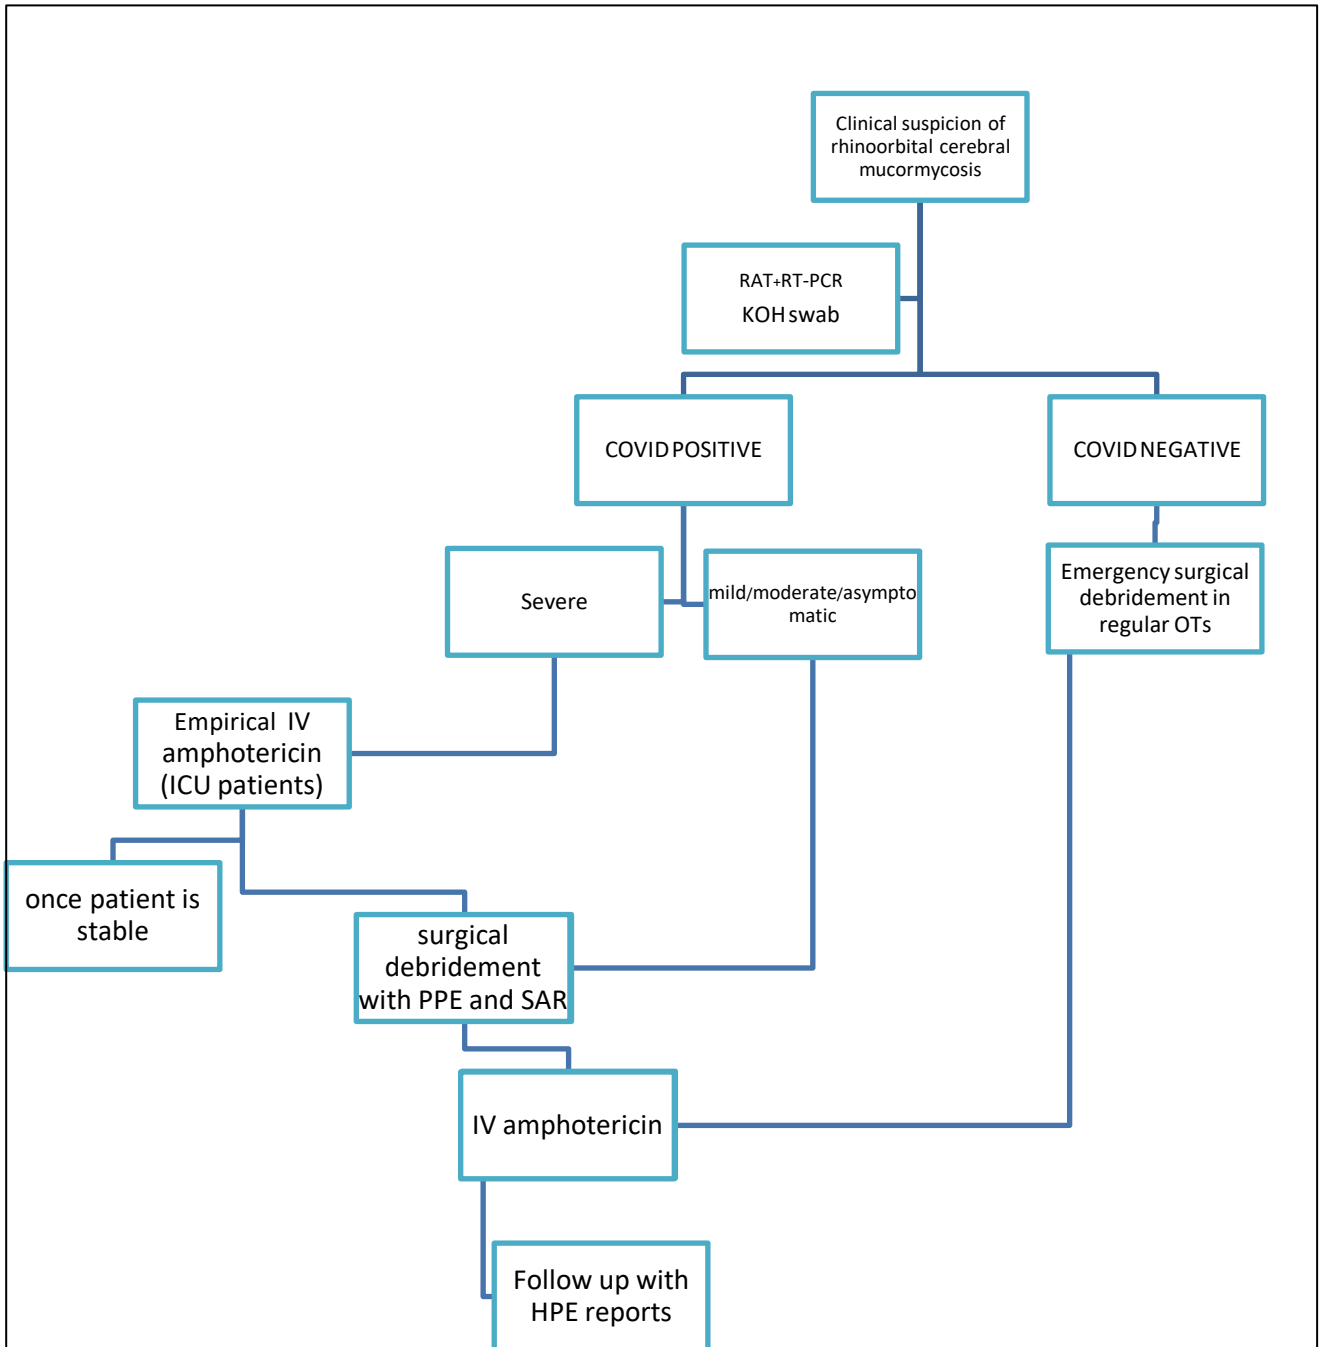 Clinical suspicion of
rhinoorbital cerebral
mucormycosis
RAT+RT-PCR
KOH swab
COVID POSITIVE
COVID NEGATIVE
Severe
mild/moderate/asympto
matic
Emergency surgical
debridement in
regular OTs
Empirical IV
amphotericin
(ICU patients)
once patient is
stable
surgical
debridement
with PPE and SAR
IV amphotericin
Follow up with
HPE reports